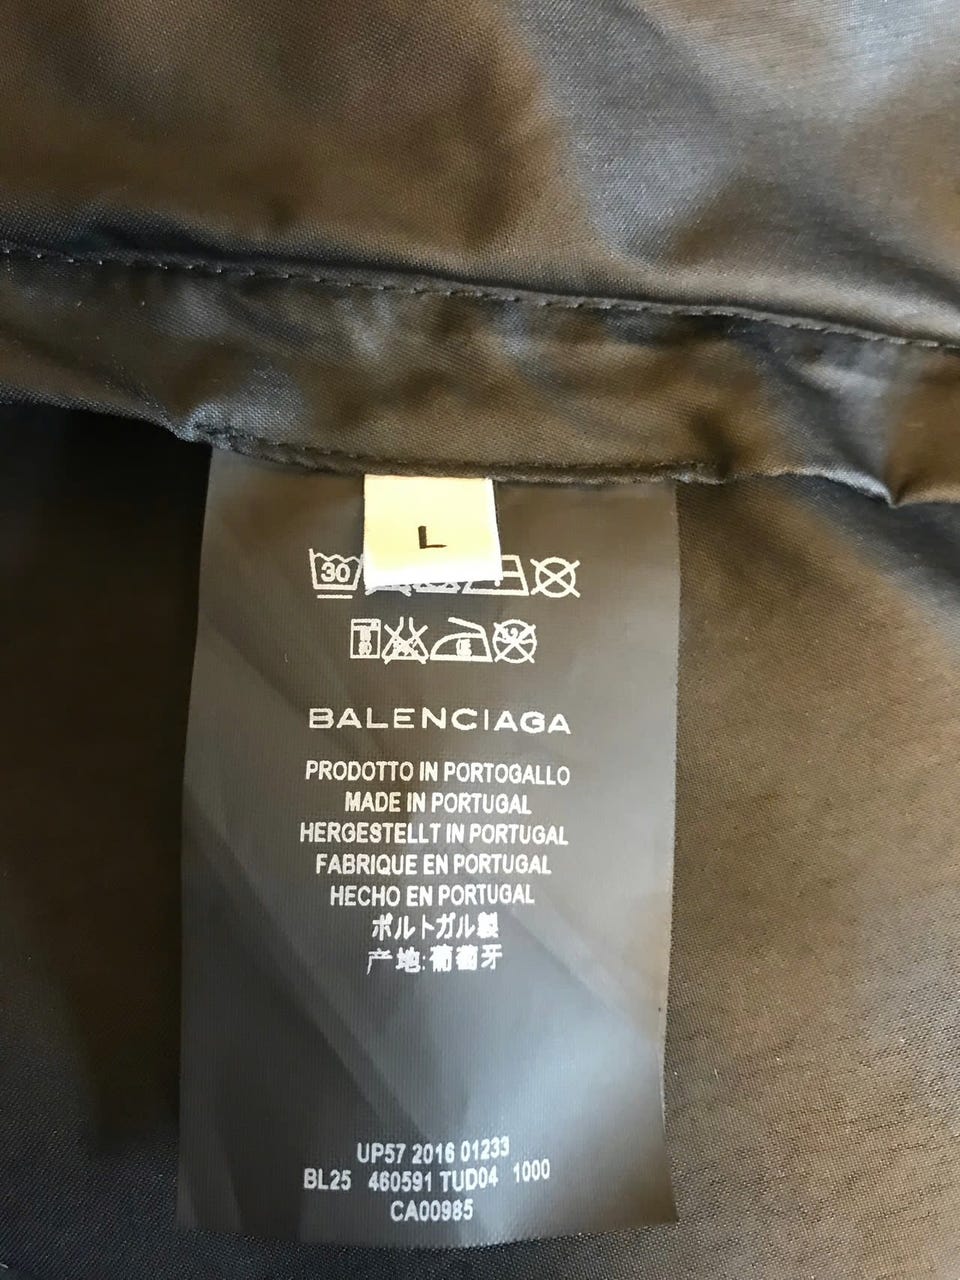 L
30
BALENCIAGA
PRODOTTO IN PORTOGALLO
MADE IN PORTUGAL
HERGESTELLT IN PORTUGAL
FABRIQUE EN PORTUGAL
HECHO EN PORTUGAL
ポルトガル製
产地:葡萄牙
UP57 2016 01233
BL25 460591 TUD04 1000
CA00985